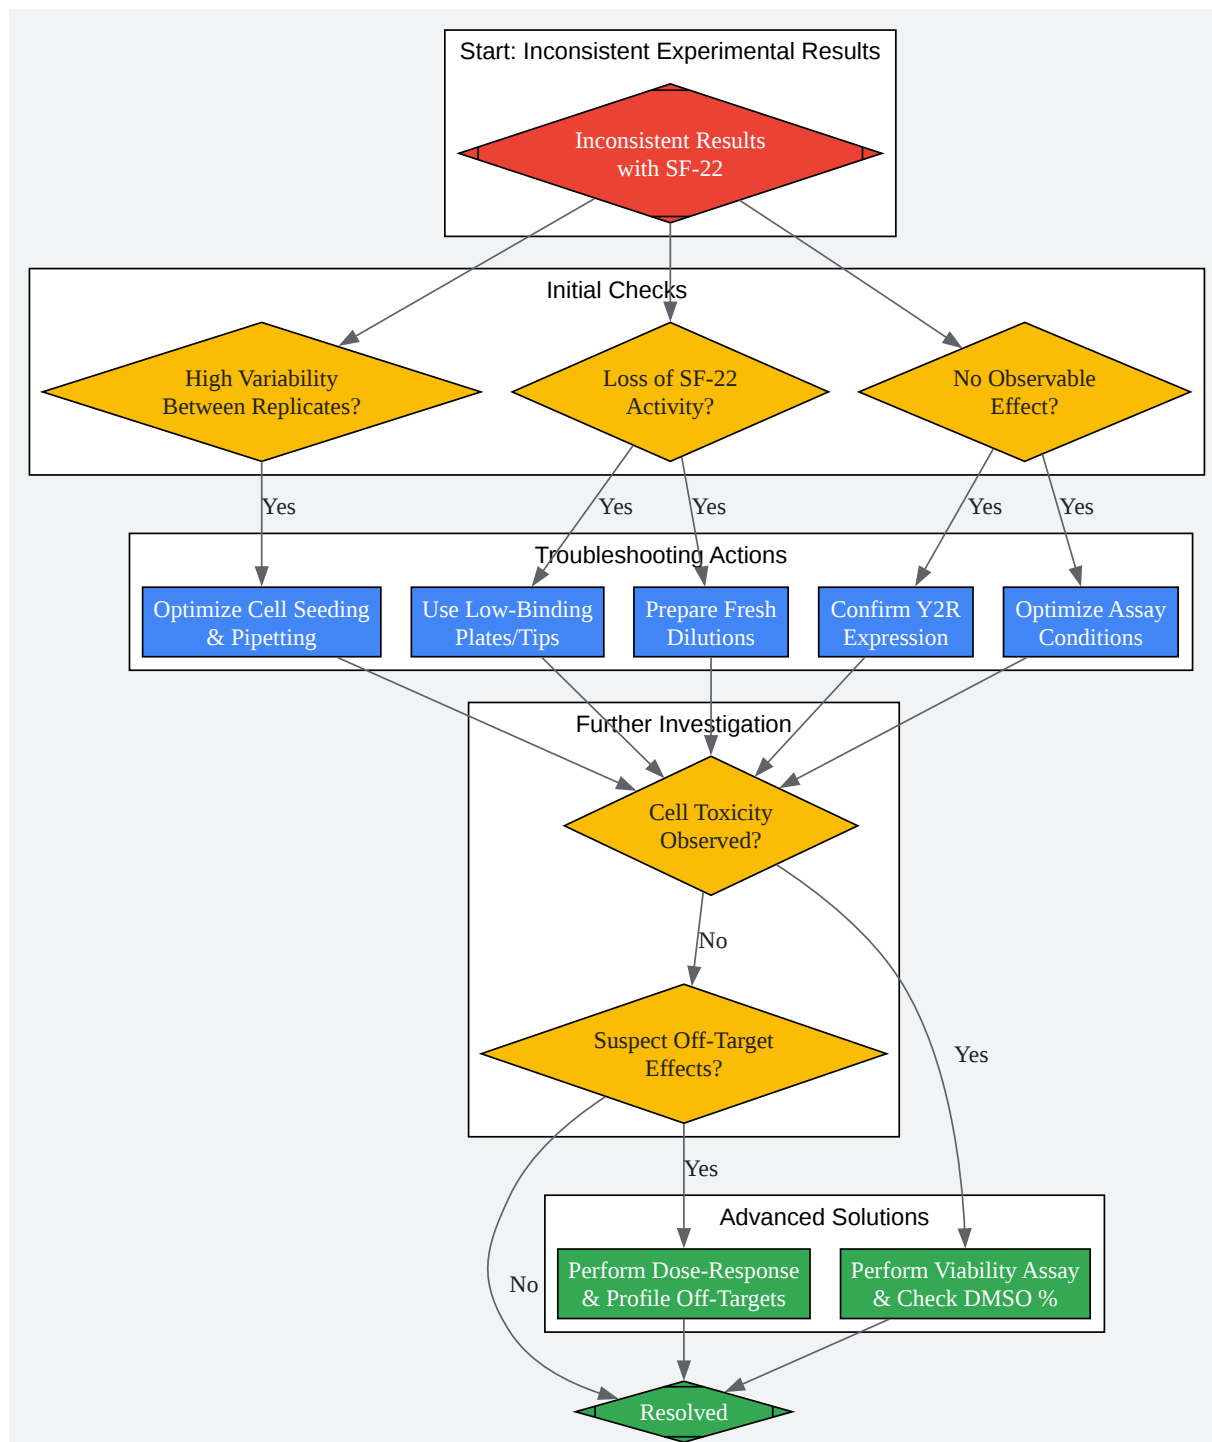 Start: Inconsistent Experimental Results
Inconsistent Results
with SF-22
Initial Checks
High Variability
Between Replicates?
Loss of SF-22
Activity?
No Observable
Effect?
Yes
Yes
Yes
Yes
Yes
Troubleshooting Actions
Optimize Cell Seeding
& Pipetting
Use Low-Binding
Plates/Tips
Prepare Fresh
Dilutions
Confirm Y2R
Expression
Optimize Assay
Conditions
Further Investigation
Cell Toxicity
Observed?
No
Suspect Off-Target
Effects?
Yes
Yes
Advanced Solutions
Perform Dose-Response
& Profile Off-Targets
Perform Viability Assay
& Check DMSO %
No
Resolved